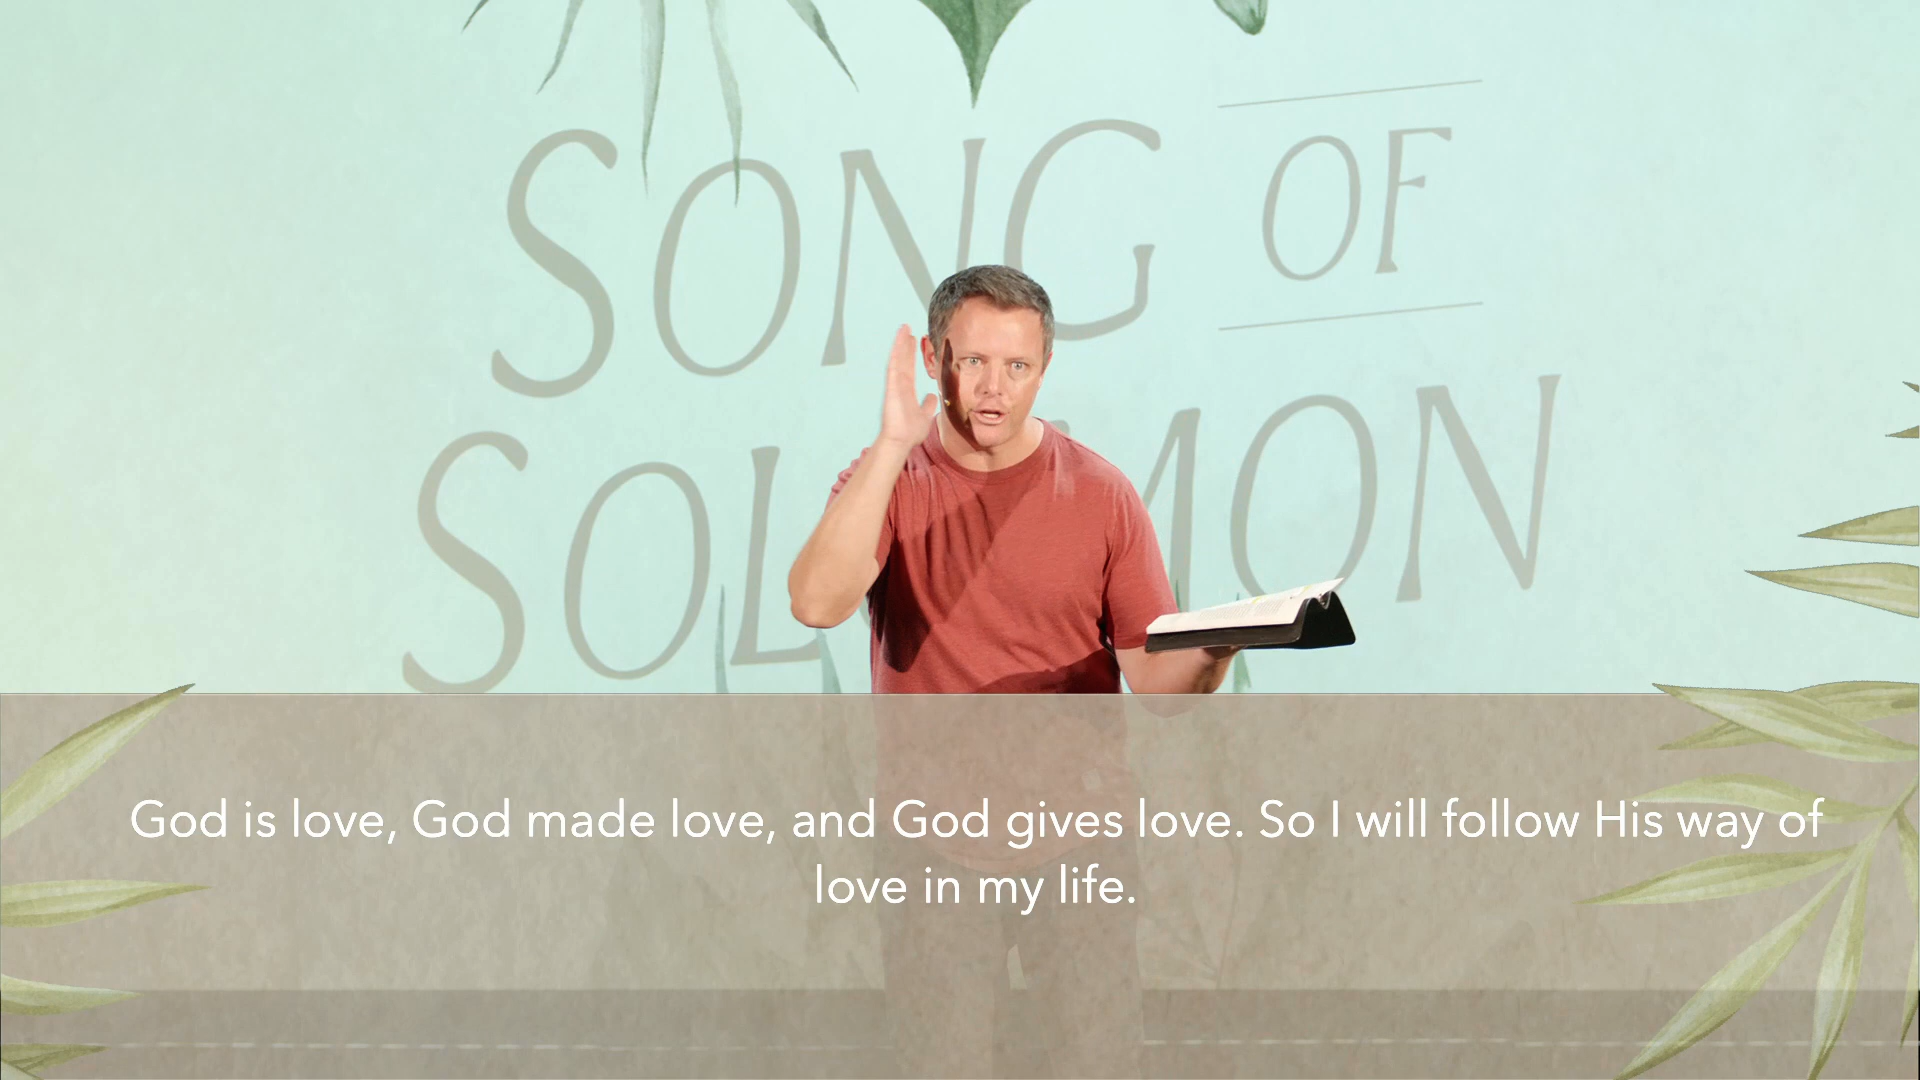 SONG OF
SOLOMON
God is love, God made love, and God gives love. So I will follow His way of
love in my life.